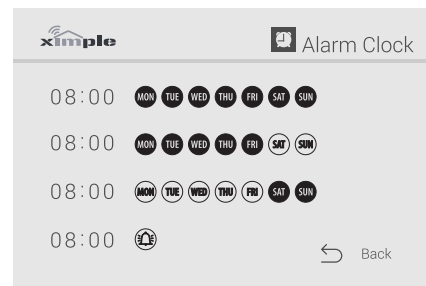 ximple
Alarm Clock
08:00 MON TUE WED THU FRI SAT SUN
08:00 MON TUE WED THU FRI SAT SUN
08:00 MON TUE WED THU FRI SAT SUN
08:00
Back